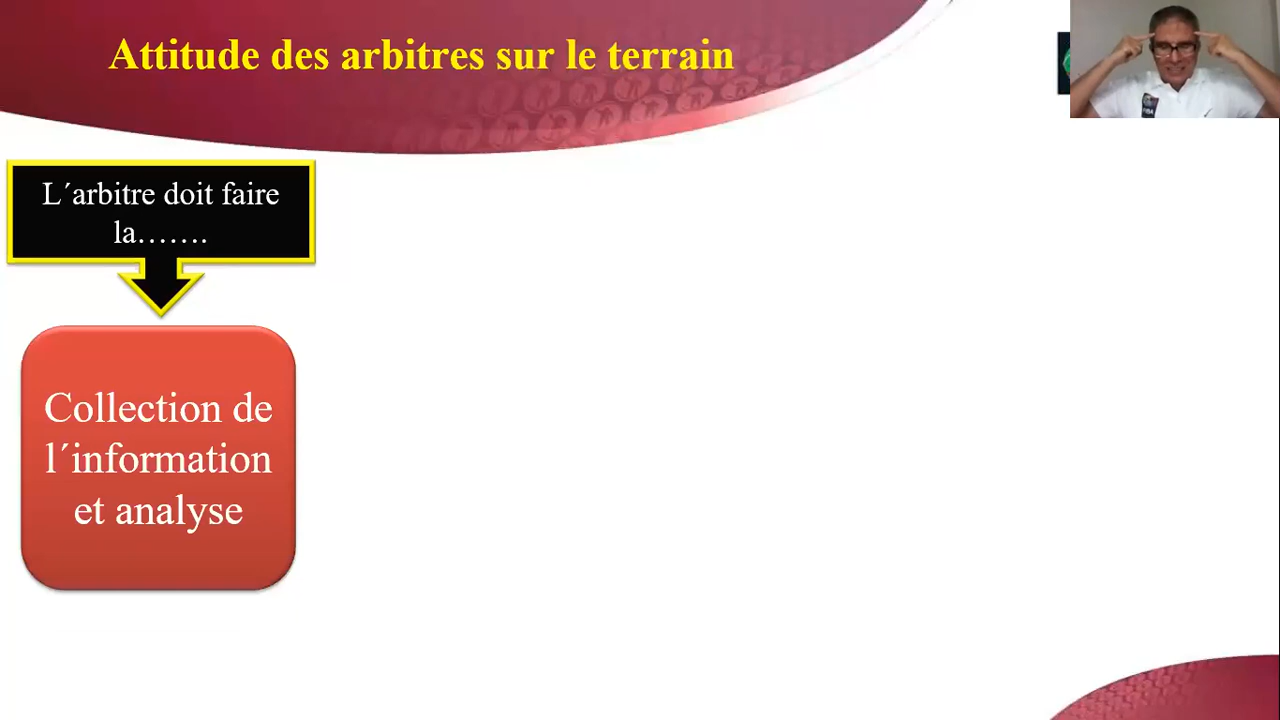 Attitude des arbitres sur le terrain
L´arbitre doit faire
la…….
Collection de
l´information
et analyse